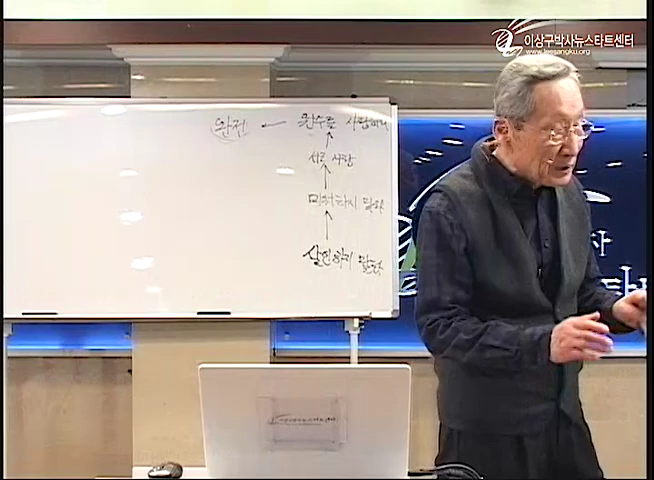 이상구박사뉴스타트센터
www.leesangku.org
완전 ← 원수를 사랑하라
서로 사랑
미워하지 말라
살인하지 말라